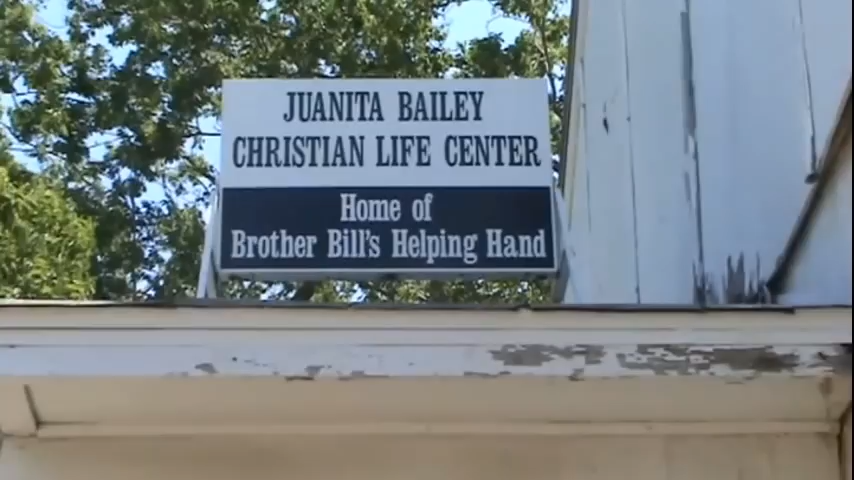 JUANITA BAILEY
CHRISTIAN LIFE CENTER
Home of
Brother Bill's Helping Hand